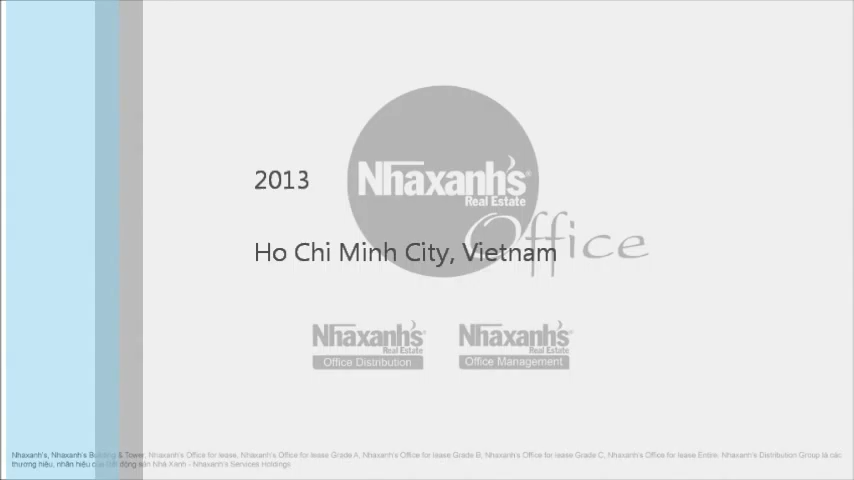 2013
Nhaxanh's
Real Estate
Office
Ho Chi Minh City, Vietnam
Nhaxanh's
Real Estate
Office Distribution
Nhaxanh's
Real Estate
Office Management
Nhaxanh's, Nhaxanh's Building & Tower, Nhaxanh's Office for lease, Nhaxanh's Office for lease Grade A, Nhaxanh's Office for lease Grade B, Nhaxanh's Office for lease Grade C, Nhaxanh's Office for lease Entire- Nhaxanh's Distribution Group là các
thương hiệu, nhãn hiệu của Bất động sản Nhà Xanh - Nhaxanh's Services Holdings